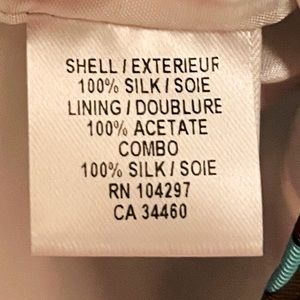 SHELL / EXTERIEUR
100% SILK / SOIE
LINING / DOUBLURE
100% ACETATE
COMBO
100% SILK / SOIE
RN 104297
CA 34460